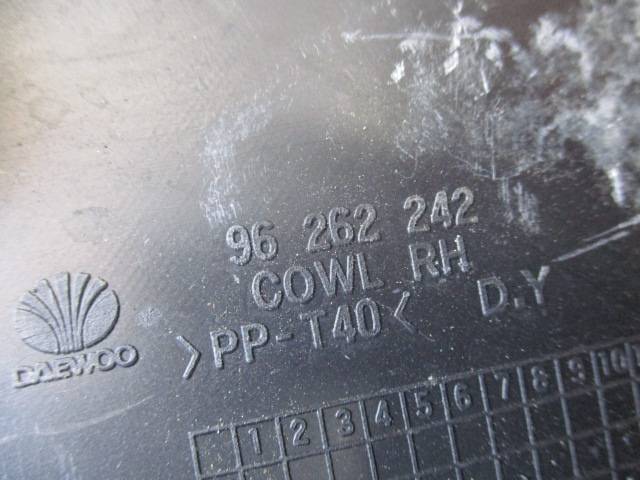 96 262 242
COWL RH
>PP-T40< D.Y
DAEWOO
1 2 3 4 5 6 7 8 9 10